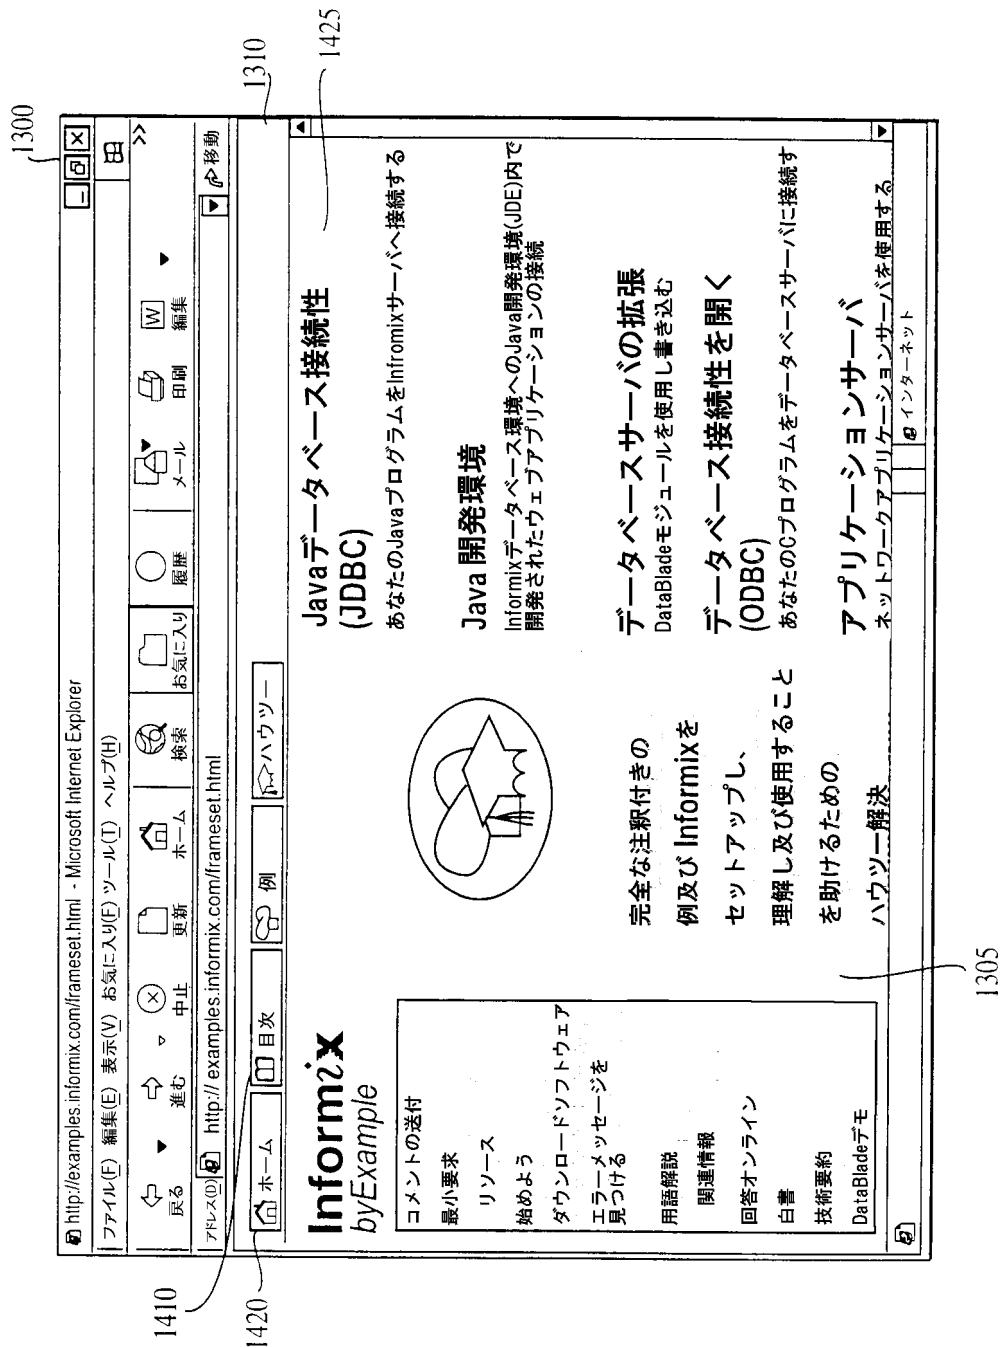 1300
http://examples.informix.com/frameset.html - Microsoft Internet Explorer
ファイル(F) 編集(E) 表示(V) お気に入り(F) ツール(T) ヘルプ(H)
戻る 進む 中止 更新 ホーム 検索 お気に入り 履歴 メール 印刷 編集
>>
アドレス(D) http:// examples.informix.com/frameset.html 移動
1410
1420
1310
1425
ホーム 目次 例 ハウツー
Informix
byExample
コメントの送付
最小要求
リソース
始めよう
ダウンロードソフトウェア
エラーメッセージを
見つける
用語解説
関連情報
回答オンライン
白書
技術要約
DataBladeデモ
完全な注釈付きの
例及び Informixを
セットアップし、
理解し及び使用すること
を助けるための
ハウツー解決
1305
Javaデータベース接続性
(JDBC)
あなたのJavaプログラムをInfromixサーバへ接続する
Java 開発環境
Informixデータベース環境へのJava開発環境(JDE)内で
開発されたウェブアプリケーションの接続
データベースサーバの拡張
DataBladeモジュールを使用し書き込む
データベース接続性を開く
(ODBC)
あなたのCプログラムをデータベースサーバに接続す
アプリケーションサーバ
ネットワークアプリケーションサーバを使用する
インターネット